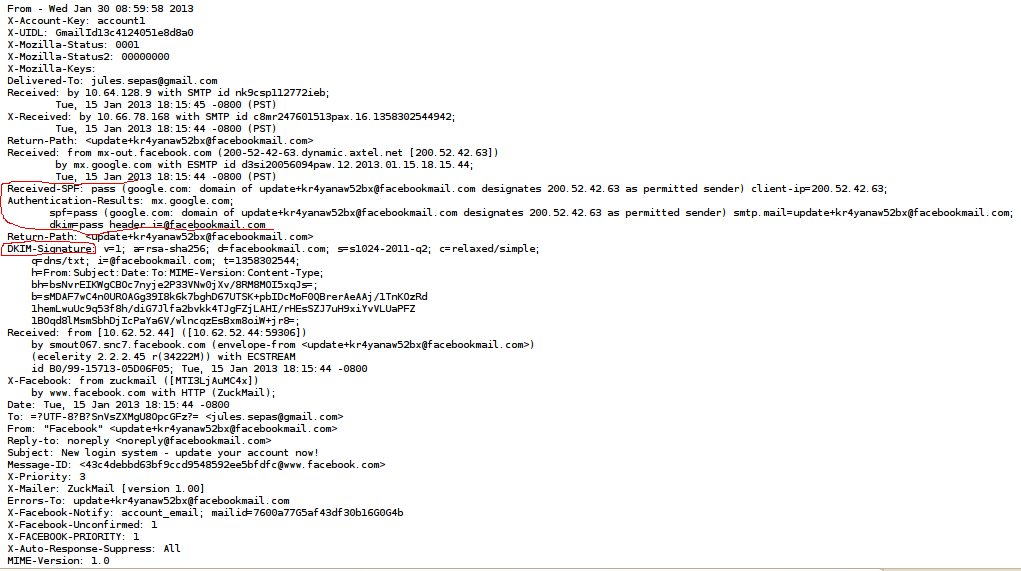 From - Wed Jan 30 08:59:58 2013
X-Account-Key: account1
X-UIDL: GmailId13c4124051e8d8a0
X-Mozilla-Status: 0001
X-Mozilla-Status2: 00000000
X-Mozilla-Keys:
Delivered-To: jules.sepas@gmail.com
Received: by 10.64.128.9 with SMTP id nk9csp112772ieb;
Tue, 15 Jan 2013 18:15:45 -0800 (PST)
X-Received: by 10.66.78.168 with SMTP id c8mr247601513pax.16.1358302544942;
Tue, 15 Jan 2013 18:15:44 -0800 (PST)
Return-Path: <update+kr4yanaw52bx@facebookmail.com>
Received: from mx-out.facebook.com (200-52-42-63.dynamic.axtel.net [200.52.42.63])
by mx.google.com with ESMTP id d3si20056094paw.12.2013.01.15.18.15.44;
Tue, 15 Jan 2013 18:15:44 -0800 (PST)
Received-SPF: pass (google.com: domain of update+kr4yanaw52bx@facebookmail.com designates 200.52.42.63 as permitted sender) client-ip=200.52.42.63;
Authentication-Results: mx.google.com;
spf=pass (google.com: domain of update+kr4yanaw52bx@facebookmail.com designates 200.52.42.63 as permitted sender) smtp.mail=update+kr4yanaw52bx@facebookmail.com;
dkim=pass header i=@facebookmail.com
Return-Path: <update+kr4yanaw52bx@facebookmail.com>
DKIM-Signature: v=1; a=rsa-sha256; d=facebookmail.com; s=s1024-2011-q2; c=relaxed/simple;
q=dns/txt; i=@facebookmail.com; t=1358302544;
h=From:Subject:Date:To:MIME-Version:Content-Type;
bh=bsNvrEIKWgCBOc7nyje2P33VNw0jXv/8RM8MOI5xqJs=;
b=sMDAF7wC4n0UROAGg39I8k6k7bghD67UTSK+pbIDcMoF0QBrerAeAAj/1TnKOzRd
1hemLwuUc9q53f8h/diG7Jlfa2bvkk4TJgFZjLAHI/rHEsSZJ7uH9xiYvVLUaPFZ
1BOqd8lMsmSbhDjIcPaYa6V/wlncqzEsBxm8oiW+jr8=;
Received: from [10.62.52.44] ([10.62.52.44:59306])
by smout067.snc7.facebook.com (envelope-from <update+kr4yanaw52bx@facebookmail.com>)
(ecelerity 2.2.2.45 r(34222M)) with ECSTREAM
id B0/99-15713-05D06F05; Tue, 15 Jan 2013 18:15:44 -0800
X-Facebook: from zuckmail ([MTI3LjAuMC4x])
by www.facebook.com with HTTP (ZuckMail);
Date: Tue, 15 Jan 2013 18:15:44 -0800
To: =?UTF-8?B?SnVsZXMgU80pcGFz?= <jules.sepas@gmail.com>
From: "Facebook" <update+kr4yanaw52bx@facebookmail.com>
Reply-to: noreply <noreply@facebookmail.com>
Subject: New login system - update your account now!
Message-ID: <43c4debbd63bf9ccd9548592ee5bfdfc@www.facebook.com>
X-Priority: 3
X-Mailer: ZuckMail [version 1.00]
Errors-To: update+kr4yanaw52bx@facebookmail.com
X-Facebook-Notify: account_email; mailid=7600a77G5af43df30b16G0G4b
X-Facebook-Unconfirmed: 1
X-FACEBOOK-PRIORITY: 1
X-Auto-Response-Suppress: All
MIME-Version: 1.0